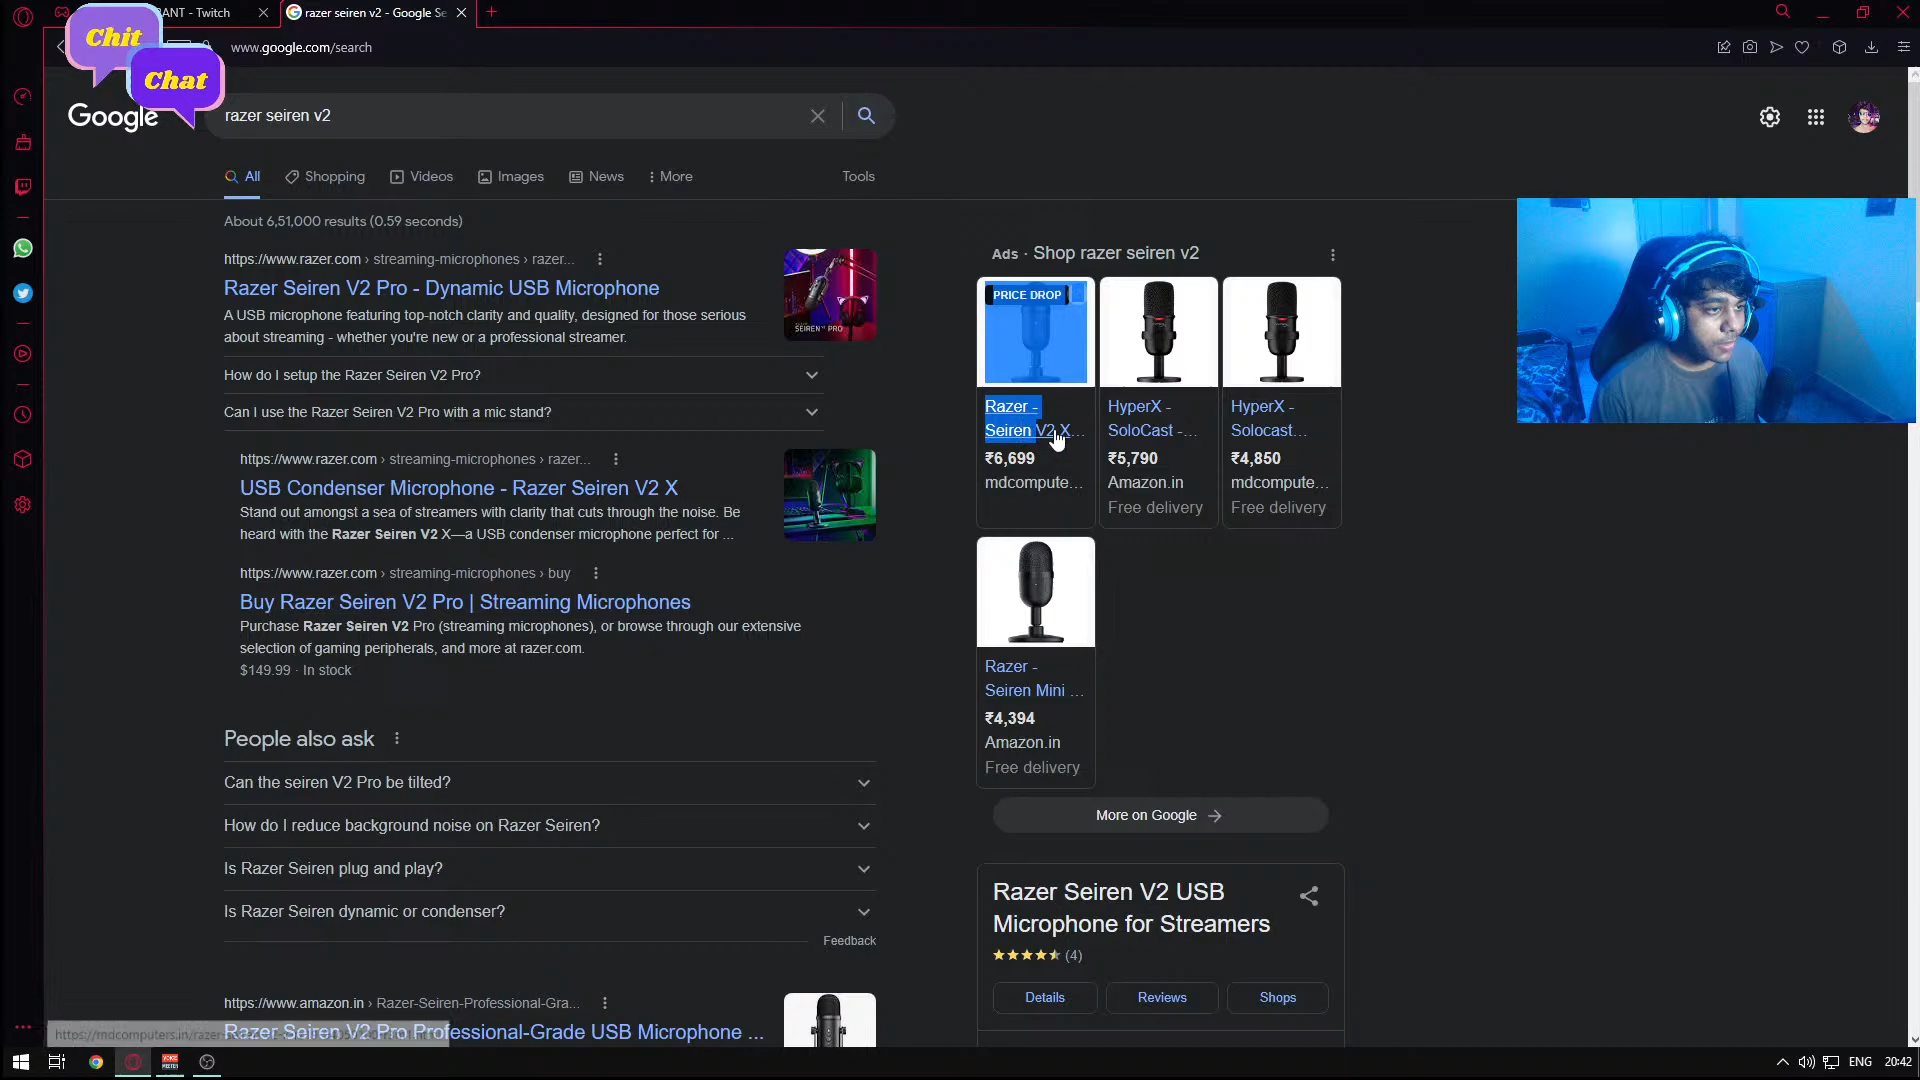 ANT - Twitch
razer seiren v2 - Google Se
www.google.com/search
Chit
Chat
Google
razer seiren v2
All
Shopping
Videos
Images
News
More
Tools
About 6,51,000 results (0.59 seconds)
https://www.razer.com › streaming-microphones › razer...
Razer Seiren V2 Pro - Dynamic USB Microphone
A USB microphone featuring top-notch clarity and quality, designed for those serious
about streaming - whether you're new or a professional streamer.
SEIREN V2 PRO
How do I setup the Razer Seiren V2 Pro?
Can I use the Razer Seiren V2 Pro with a mic stand?
https://www.razer.com › streaming-microphones › razer...
USB Condenser Microphone - Razer Seiren V2 X
Stand out amongst a sea of streamers with clarity that cuts through the noise. Be
heard with the Razer Seiren V2 X—a USB condenser microphone perfect for ...
https://www.razer.com › streaming-microphones › buy
Buy Razer Seiren V2 Pro | Streaming Microphones
Purchase Razer Seiren V2 Pro (streaming microphones), or browse through our extensive
selection of gaming peripherals, and more at razer.com.
$149.99 · In stock
People also ask
Can the seiren V2 Pro be tilted?
How do I reduce background noise on Razer Seiren?
Is Razer Seiren plug and play?
Is Razer Seiren dynamic or condenser?
Feedback
https://www.amazon.in › Razer-Seiren-Professional-Gra...
Razer Seiren V2 Pro Professional-Grade USB Microphone ...
Ads · Shop razer seiren v2
PRICE DROP
Razer -
Seiren V2 X...
₹6,699
mdcompute...
HyperX -
SoloCast -...
₹5,790
Amazon.in
Free delivery
HyperX -
Solocast...
₹4,850
mdcompute...
Free delivery
Razer -
Seiren Mini ...
₹4,394
Amazon.in
Free delivery
More on Google
Razer Seiren V2 USB
Microphone for Streamers
(4)
Details
Reviews
Shops
ENG
20:42